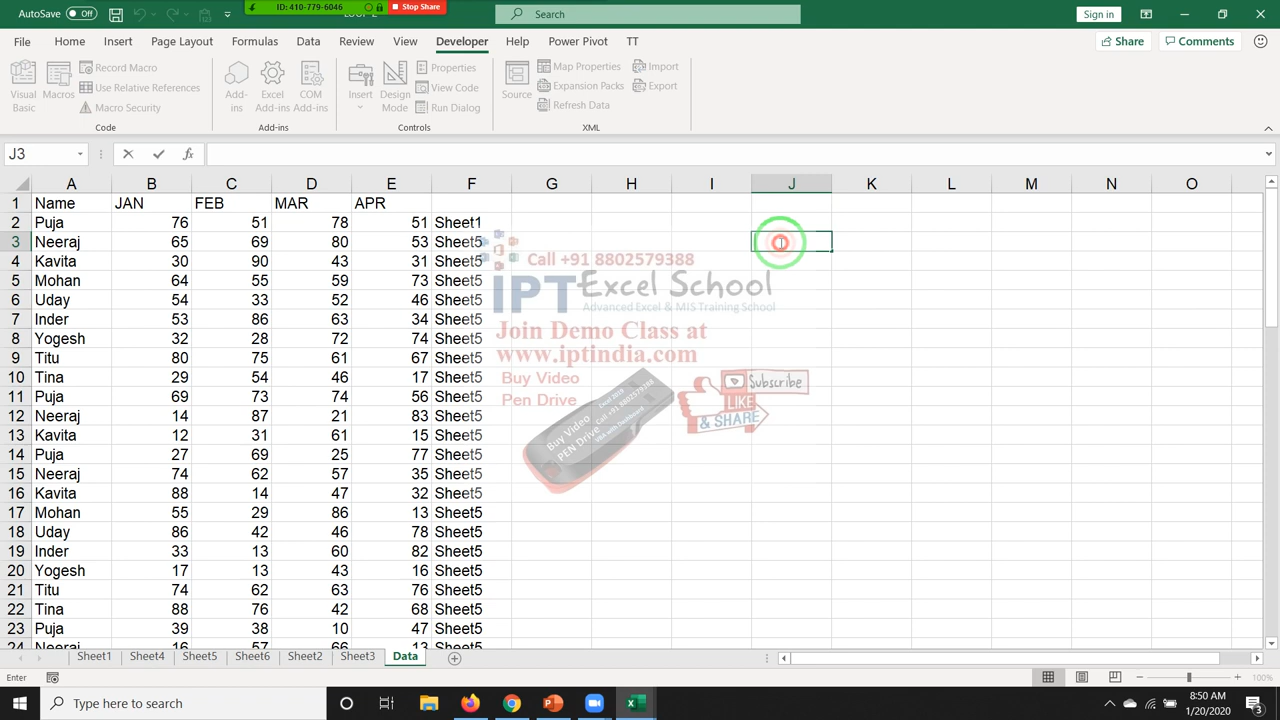 AutoSave Off
ID: 410-779-6046 Stop Share
Search
Sign in
File Home Insert Page Layout Formulas Data Review View Developer Help Power Pivot TT
Share Comments
Visual Basic
Macros
Record Macro
Use Relative References
Macro Security
Code
Add-ins
Excel Add-ins
COM Add-ins
Add-ins
Insert
Design Mode
Properties
View Code
Run Dialog
Controls
Source
Map Properties
Expansion Packs
Refresh Data
Import
Export
XML
J3 fx
A B C D E F G H I J K L M N O
1 Name JAN FEB MAR APR
2 Puja 76 51 78 51 Sheet1
3 Neeraj 65 69 80 53 Sheet5
4 Kavita 30 90 43 31 Sheet5
5 Mohan 64 55 59 73 Sheet5
6 Uday 54 33 52 46 Sheet5
7 Inder 53 86 63 34 Sheet5
8 Yogesh 32 28 72 74 Sheet5
9 Titu 80 75 61 67 Sheet5
10 Tina 29 54 46 17 Sheet5
11 Puja 69 73 74 56 Sheet5
12 Neeraj 14 87 21 83 Sheet5
13 Kavita 12 31 61 15 Sheet5
14 Puja 27 69 25 77 Sheet5
15 Neeraj 74 62 57 35 Sheet5
16 Kavita 88 14 47 32 Sheet5
17 Mohan 55 29 86 13 Sheet5
18 Uday 86 42 46 78 Sheet5
19 Inder 33 13 60 82 Sheet5
20 Yogesh 17 13 43 16 Sheet5
21 Titu 74 62 63 76 Sheet5
22 Tina 88 76 42 68 Sheet5
23 Puja 39 38 10 47 Sheet5
24 Neeraj 16 57 66 13 Sheet5
Call +91 8802579388
IPT Excel School
Advanced Excel & MIS Training School
Join Demo Class at
www.iptindia.com
Buy Video
Pen Drive
Buy Video
PEN Drive
Call +91 8802579388
Subscribe
LIKE
& SHARE
Sheet1 Sheet4 Sheet5 Sheet6 Sheet2 Sheet3 Data
Enter
100%
Type here to search
8:50 AM
1/20/2020
3